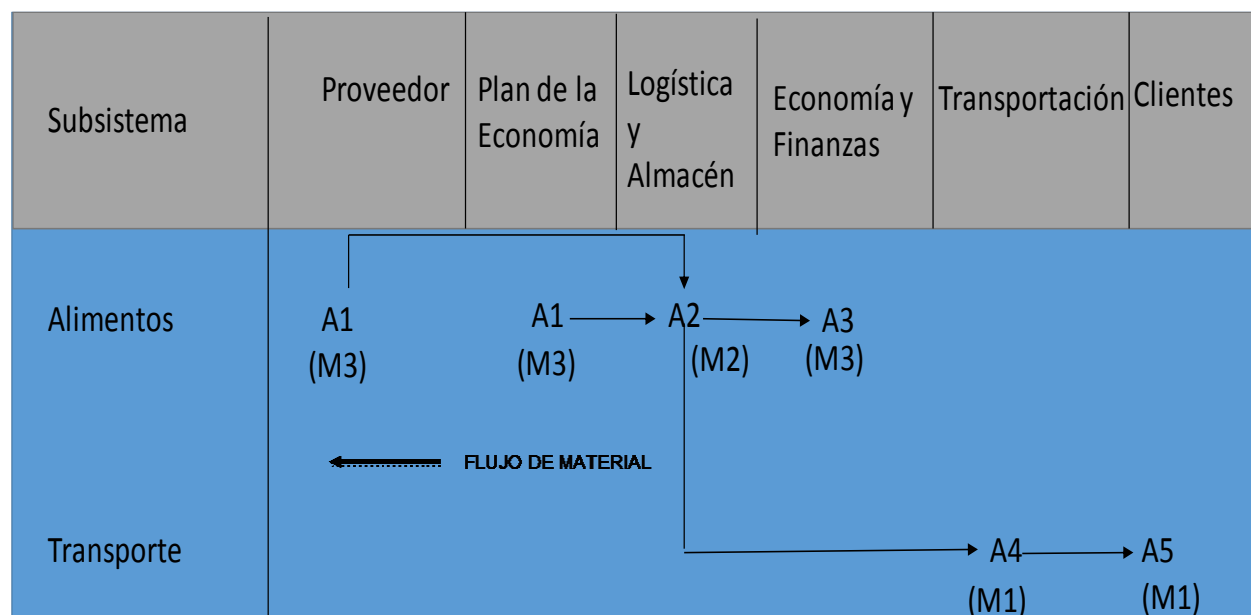 Subsistema
Proveedor
Plan de la
Economía
Logística
y
Almacén
Economía y
Finanzas
Transportación
Clientes
Alimentos
A1
(M3)
A1
(M3)
A2
(M2)
A3
(M3)
FLUJO DE MATERIAL
Transporte
A4
(M1)
A5
(M1)